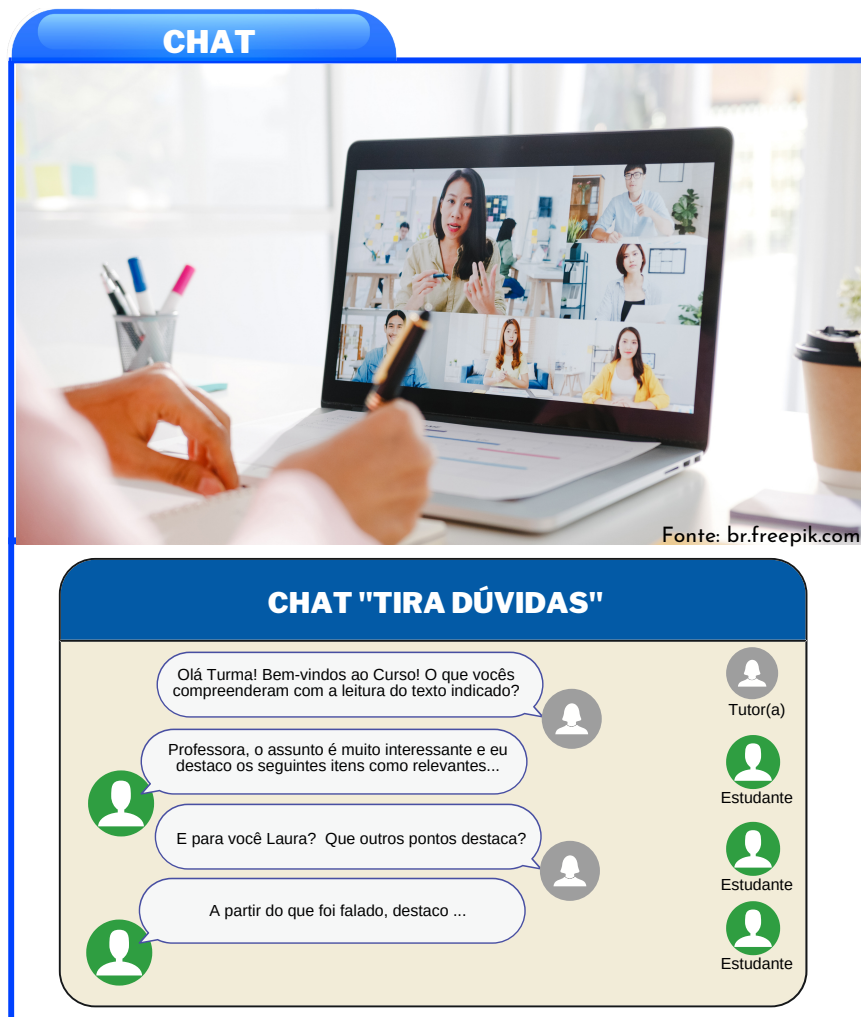 CHAT
Fonte: br.freepik.com
CHAT "TIRA DÚVIDAS"
Olá Turma! Bem-vindos ao Curso! O que vocês
compreenderam com a leitura do texto indicado?
Tutor(a)
Professora, o assunto é muito interessante e eu
destaco os seguintes itens como relevantes...
Estudante
E para você Laura?  Que outros pontos destaca?
Estudante
A partir do que foi falado, destaco ...
Estudante